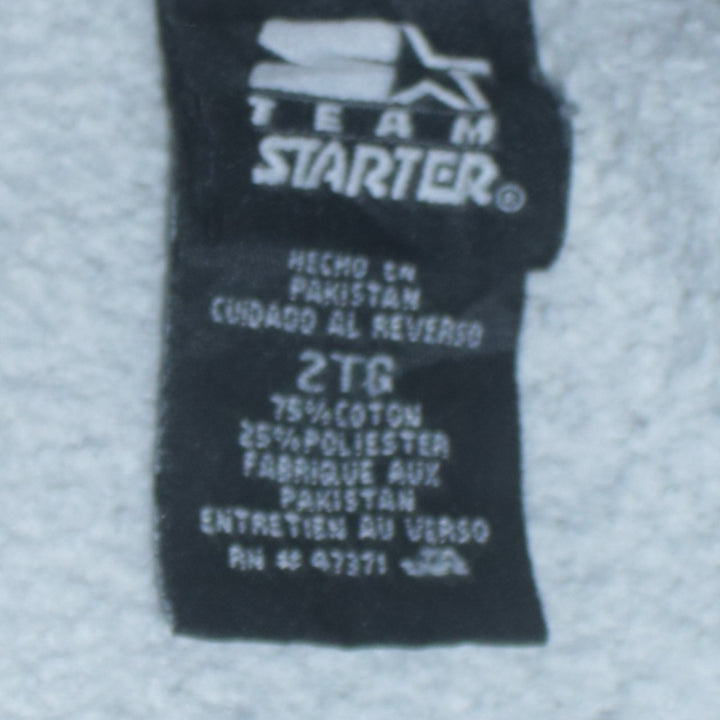 TEAM
STARTER®
HECHO EN
PAKISTAN
CUIDADO AL REVERSO
2TG
75% COTON
25% POLIESTER
FABRIQUE AUX
PAKISTAN
ENTRETIEN AU VERSO
RN # 47371